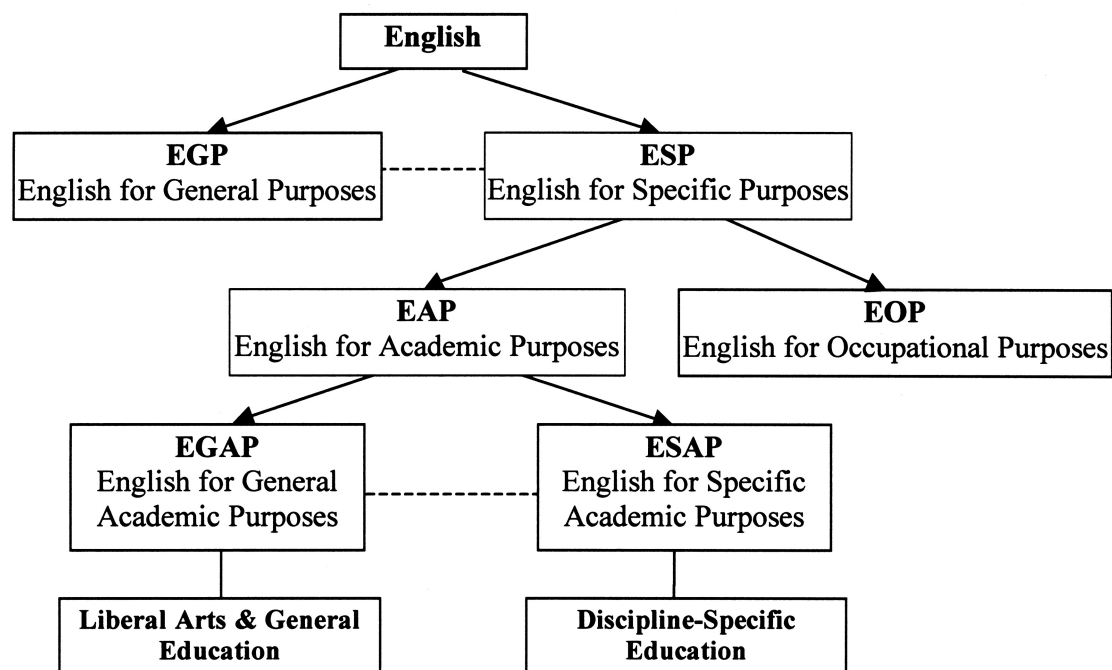 English
EGP
English for General Purposes
ESP
English for Specific Purposes
EAP
English for Academic Purposes
EOP
English for Occupational Purposes
EGAP
English for General
Academic Purposes
ESAP
English for Specific
Academic Purposes
Liberal Arts & General
Education
Discipline-Specific
Education